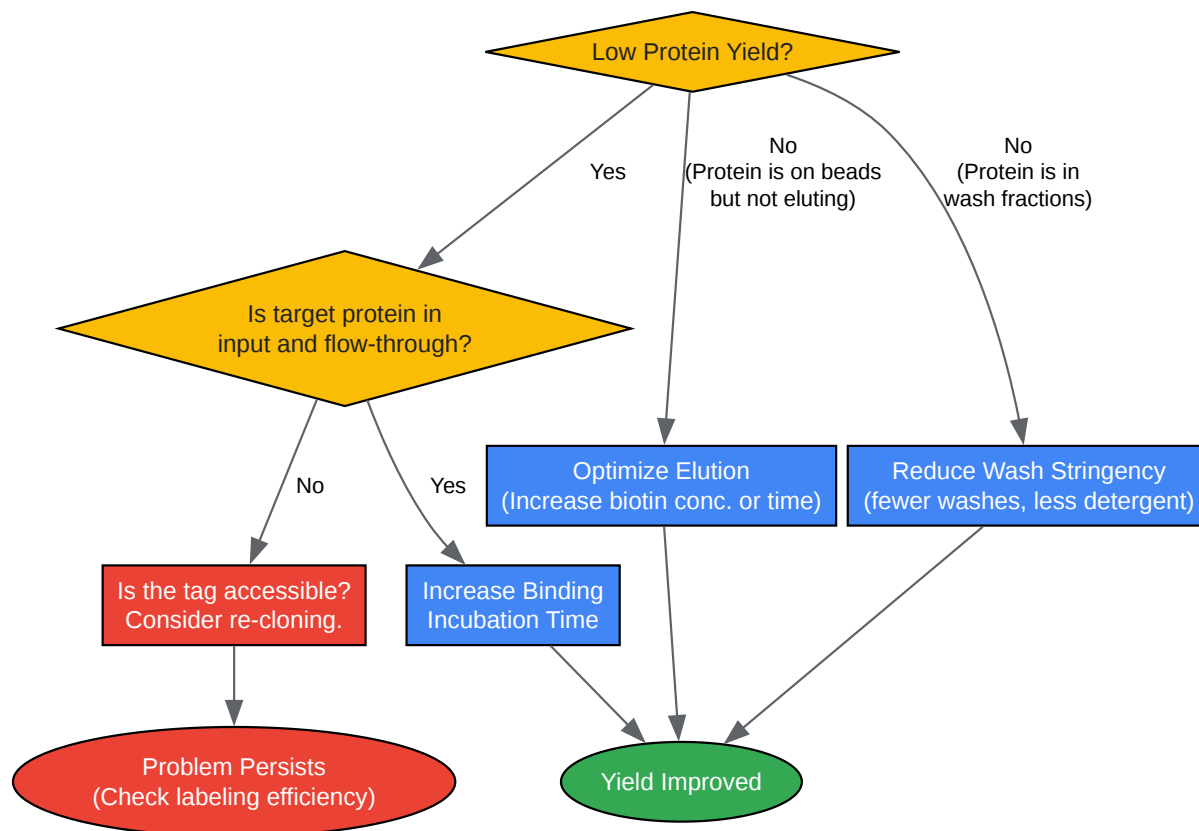 Low Protein Yield?
Yes
No
(Protein is on beads
but not eluting)
No
(Protein is in
wash fractions)
Is target protein in
input and flow-through?
No
Yes
Optimize Elution
(Increase biotin conc. or time)
Reduce Wash Stringency
(fewer washes, less detergent)
Is the tag accessible?
Consider re-cloning.
Increase Binding
Incubation Time
Problem Persists
(Check labeling efficiency)
Yield Improved